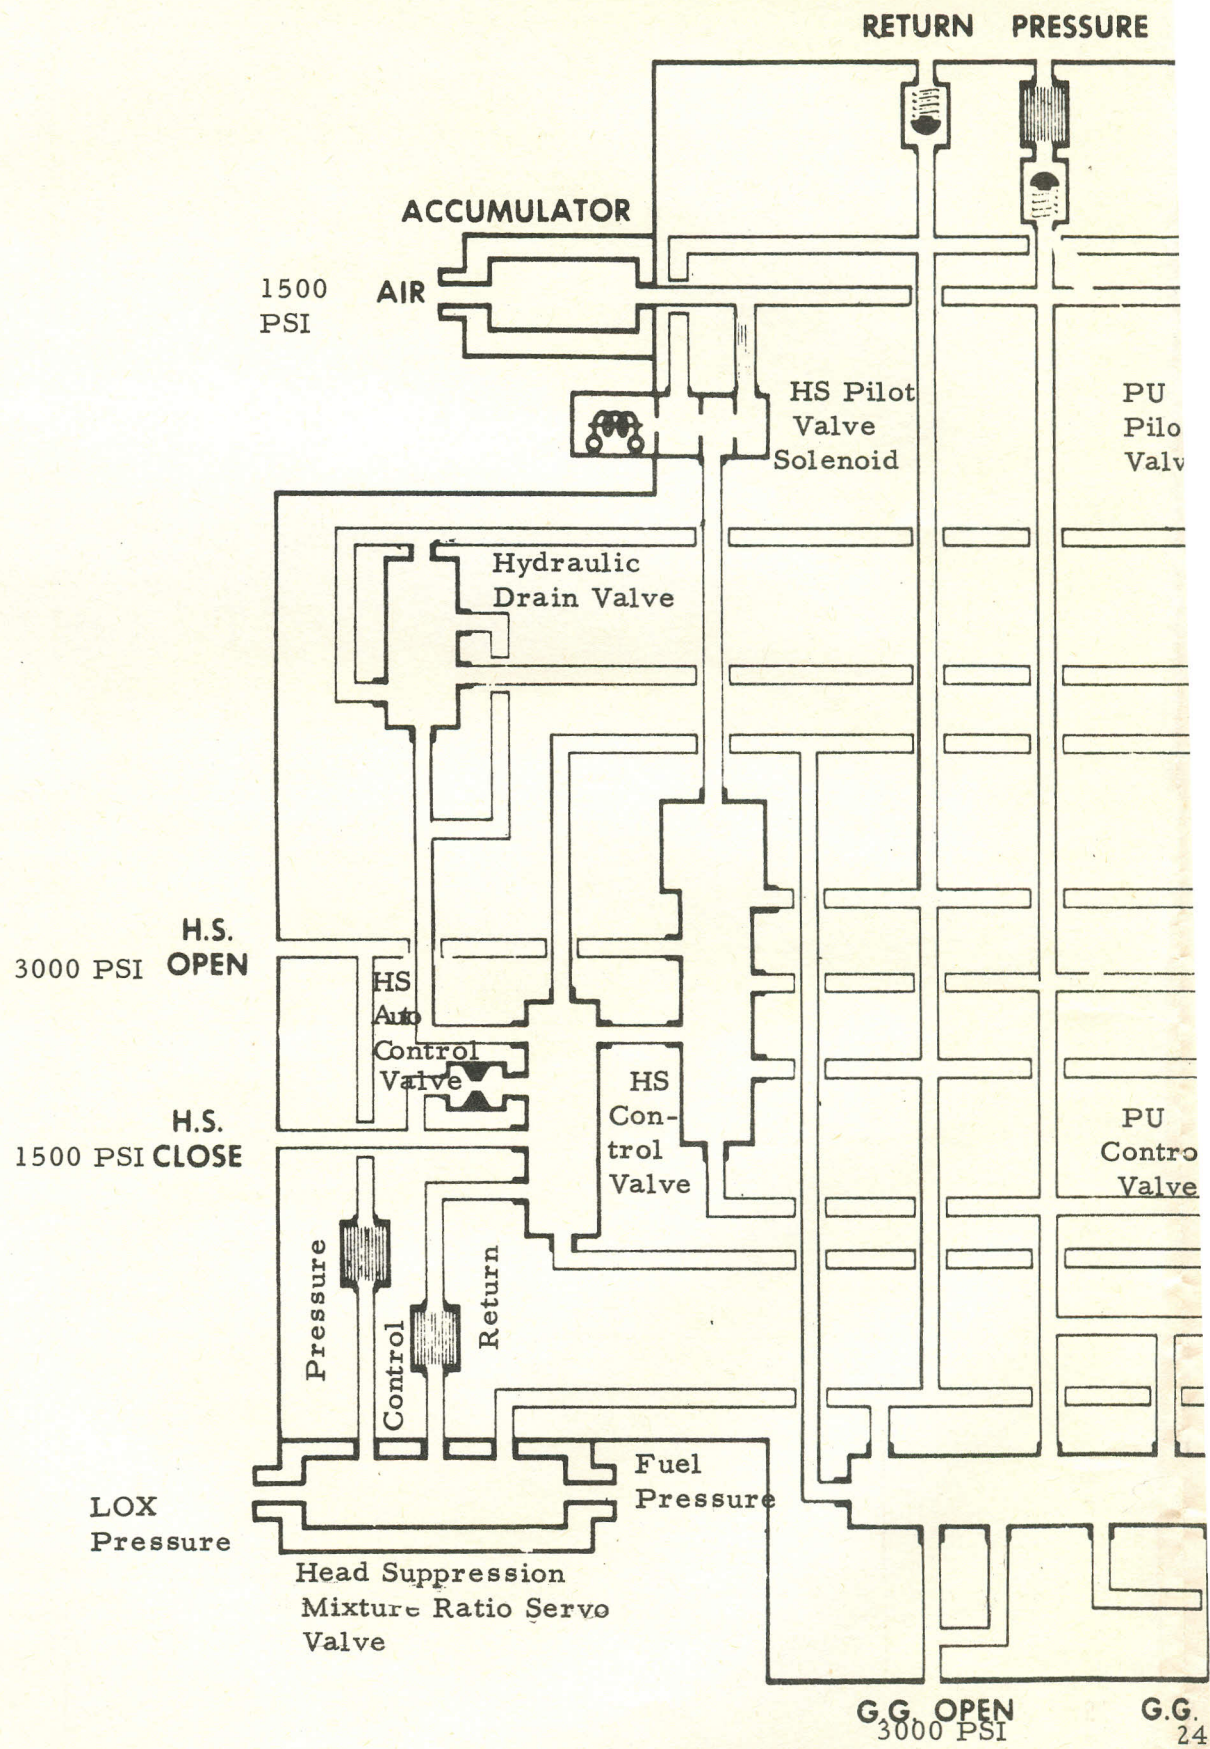 RETURN PRESSURE
ACCUMULATOR
1500
PSI
AIR
HS Pilot
Valve
Solenoid
PU
Pilo
Valv
Hydraulic
Drain Valve
H.S.
OPEN
3000 PSI
HS
Auto
Control
Valve
H.S.
CLOSE
1500 PSI
HS
Con-
trol
Valve
PU
Contro
Valve
Pressure
Control
Return
LOX
Pressure
Fuel
Pressure
Head Suppression
Mixture Ratio Servo
Valve
G.G. OPEN
3000 PSI
G.G.
24